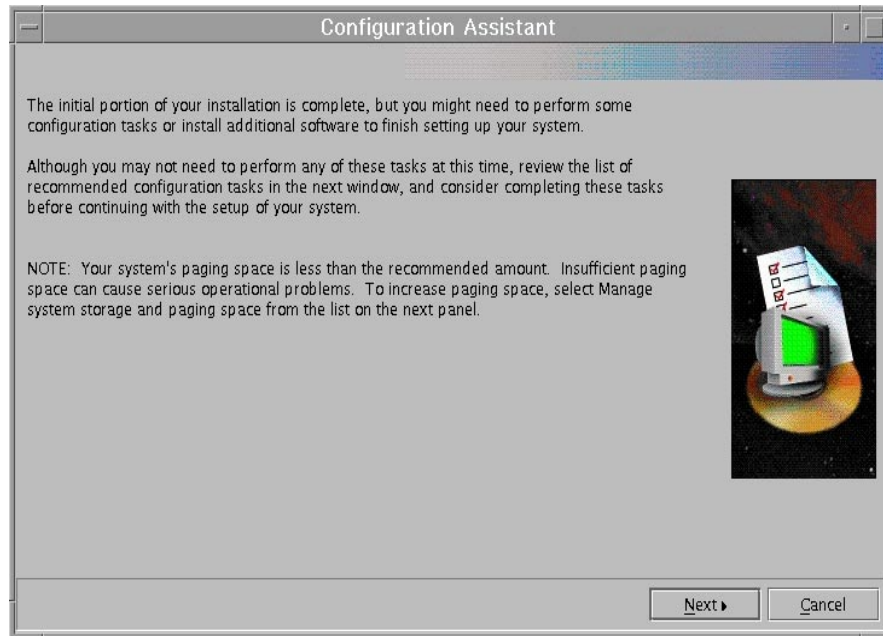 Configuration Assistant
The initial portion of your installation is complete, but you might need to perform some
configuration tasks or install additional software to finish setting up your system.
Although you may not need to perform any of these tasks at this time, review the list of
recommended configuration tasks in the next window, and consider completing these tasks
before continuing with the setup of your system.
NOTE:  Your system's paging space is less than the recommended amount.  Insufficient paging
space can cause serious operational problems.  To increase paging space, select Manage
system storage and paging space from the list on the next panel.
Next
Cancel